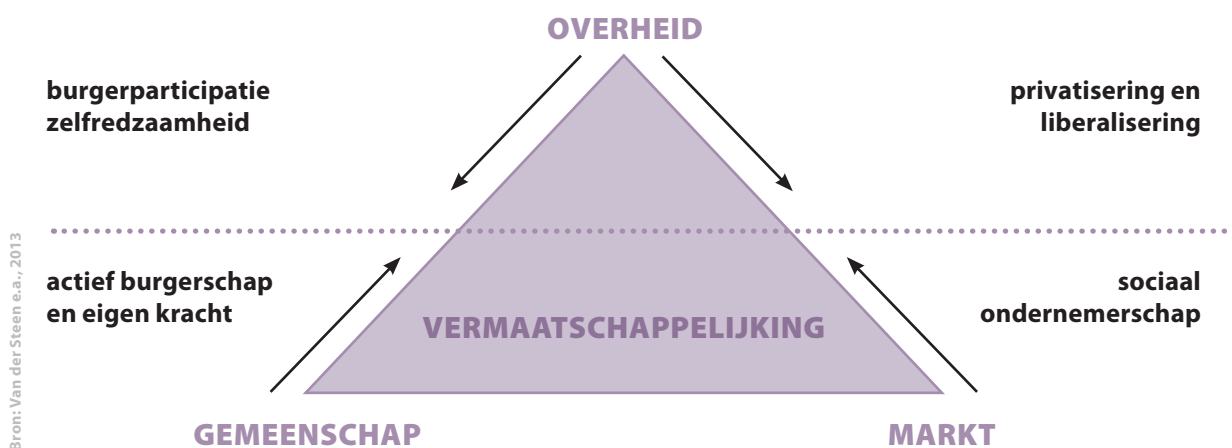 OVERHEID
burgerparticipatie
zelfredzaamheid
privatisering en
liberalisering
actief burgerschap
en eigen kracht
sociaal
ondernemerschap
VERMAATSCHAPPELIJKING
GEMEENSCHAP
MARKT
Bron: Van der Steen e.a., 2013